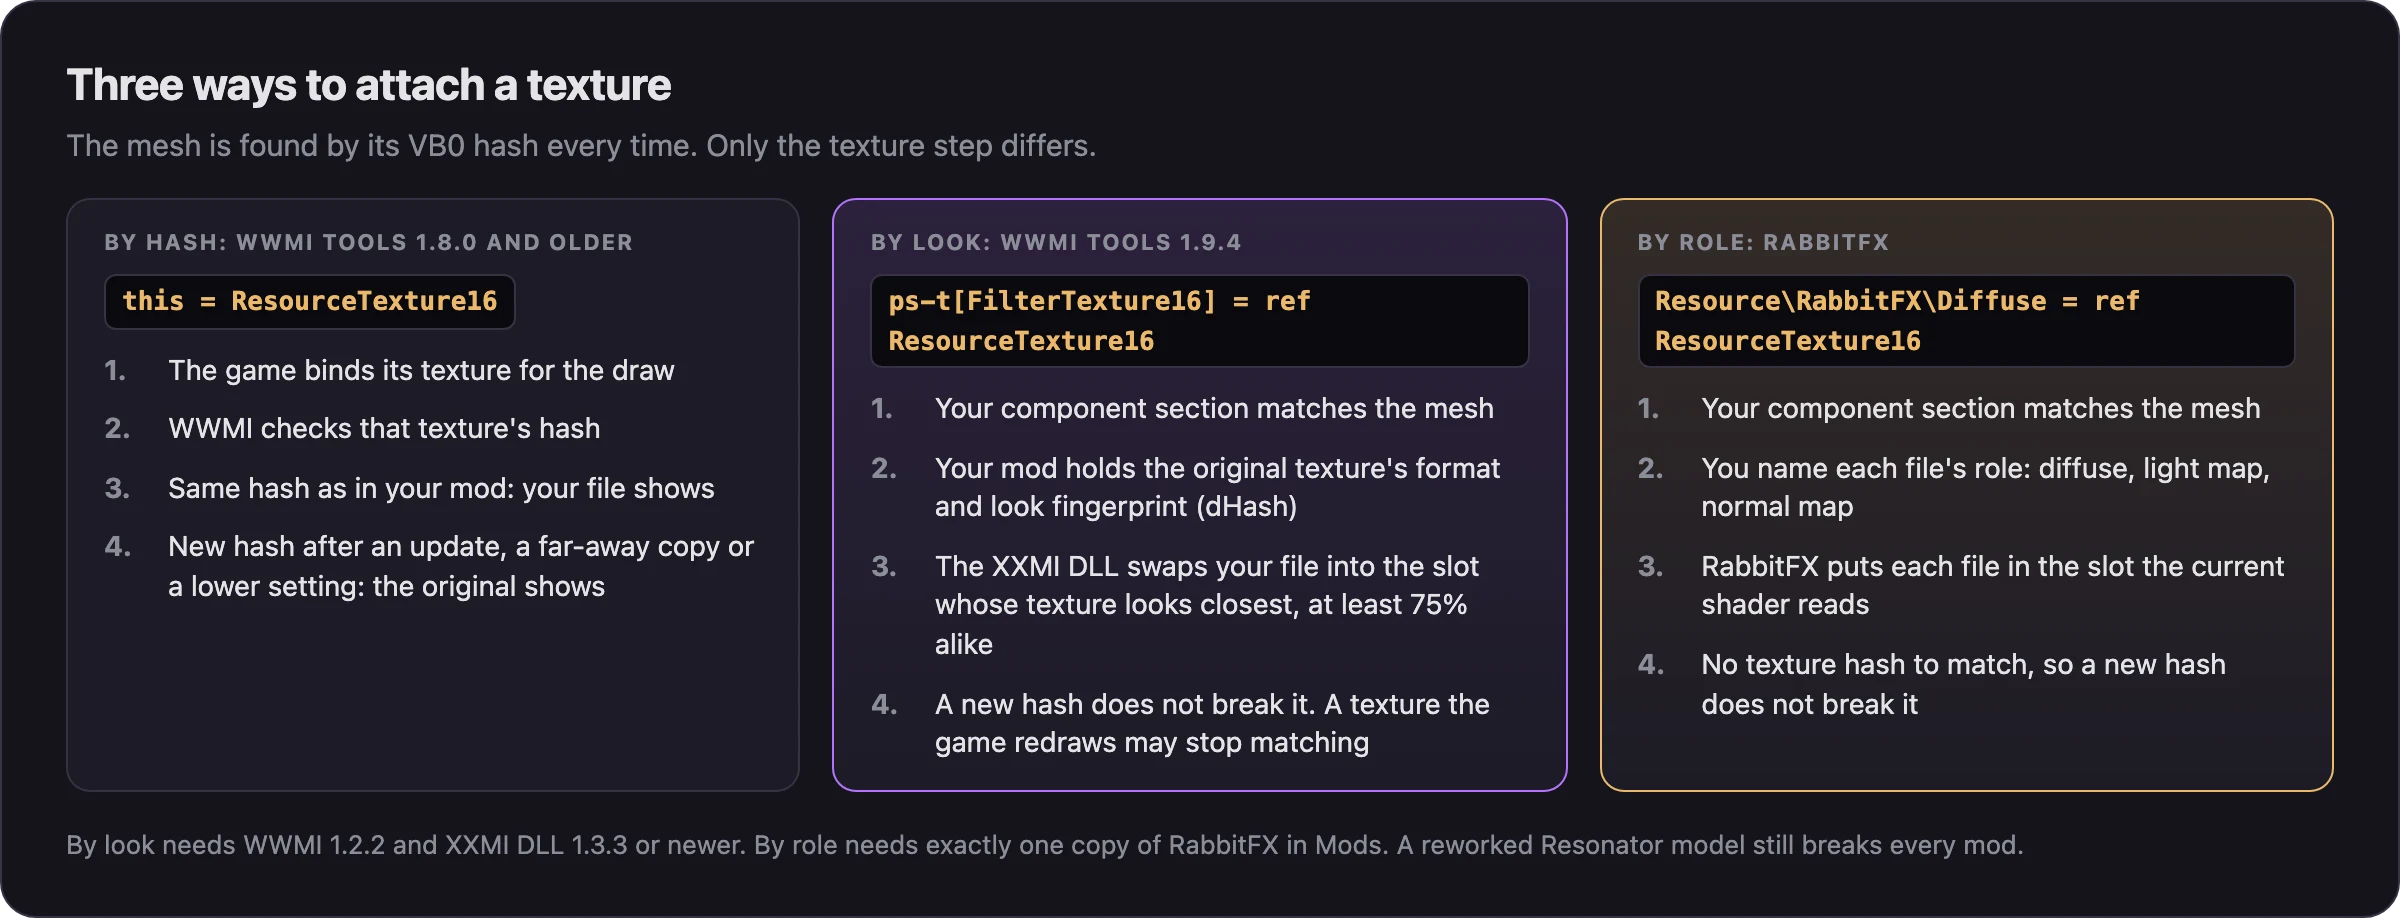 Three ways to attach a texture
The mesh is found by its VB0 hash every time. Only the texture step differs.
BY HASH: WWMI TOOLS 1.8.0 AND OLDER
this = ResourceTexture16
1. The game binds its texture for the draw
2. WWMI checks that texture's hash
3. Same hash as in your mod: your file shows
4. New hash after an update, a far-away copy or
a lower setting: the original shows
BY LOOK: WWMI TOOLS 1.9.4
ps-t[FilterTexture16] = ref
ResourceTexture16
1. Your component section matches the mesh
2. Your mod holds the original texture's format
and look fingerprint (dHash)
3. The XXMI DLL swaps your file into the slot
whose texture looks closest, at least 75%
alike
4. A new hash does not break it. A texture the
game redraws may stop matching
BY ROLE: RABBITFX
Resource\RabbitFX\Diffuse = ref
ResourceTexture16
1. Your component section matches the mesh
2. You name each file's role: diffuse, light map,
normal map
3. RabbitFX puts each file in the slot the current
shader reads
4. No texture hash to match, so a new hash
does not break it
By look needs WWMI 1.2.2 and XXMI DLL 1.3.3 or newer. By role needs exactly one copy of RabbitFX in Mods. A reworked Resonator model still breaks every mod.